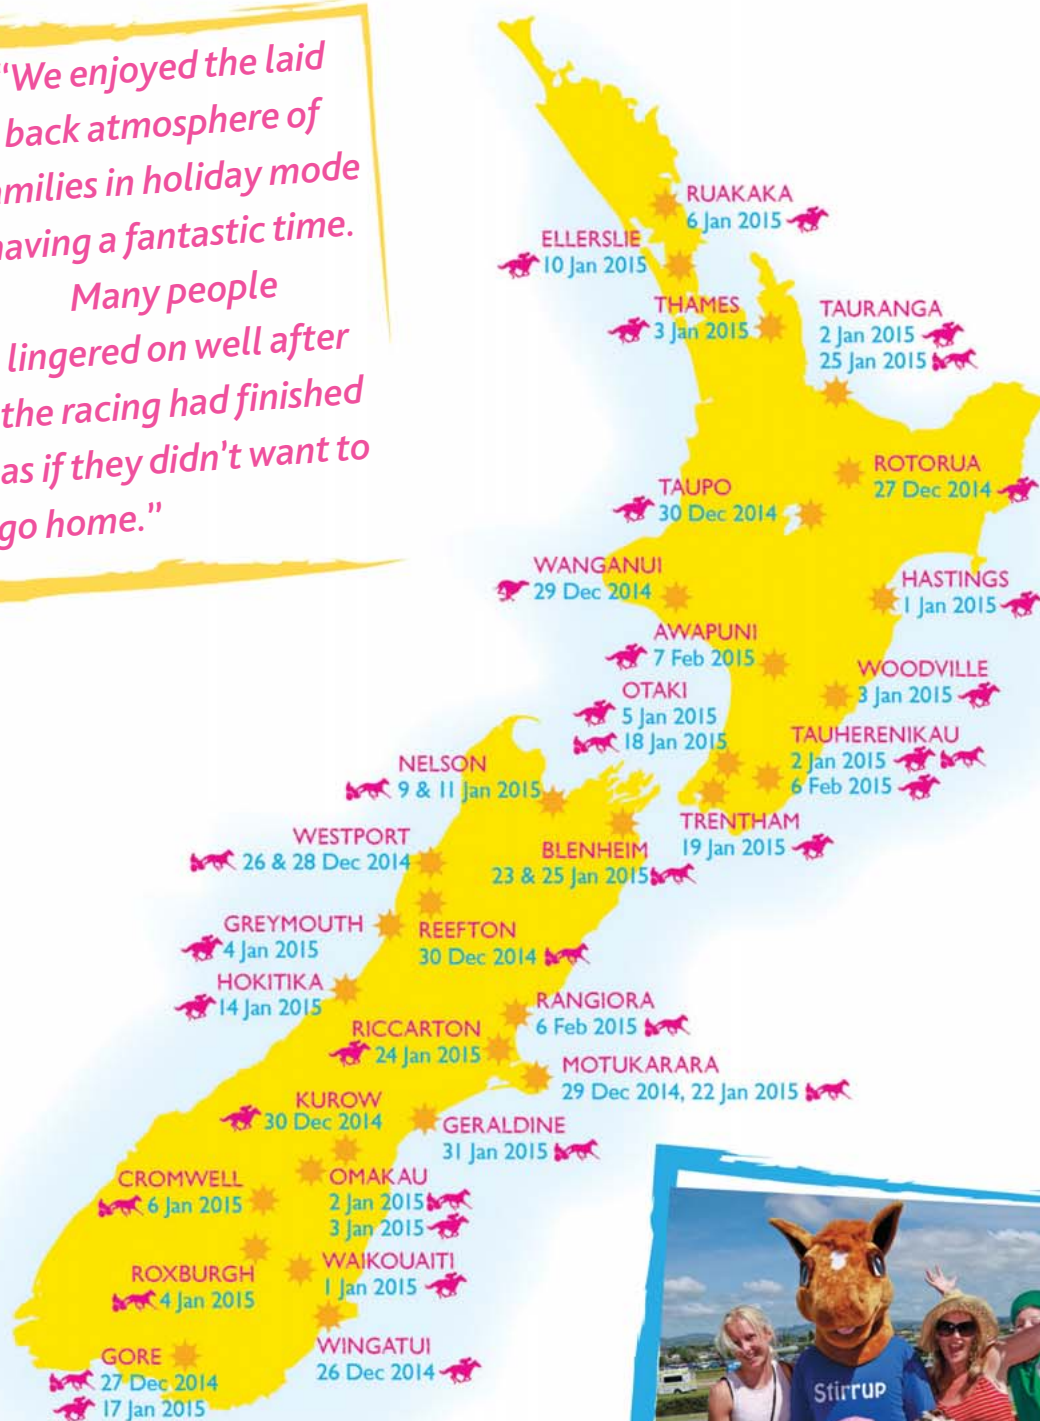 “We enjoyed the laid
back atmosphere of
amilies in holiday mode
aving a fantastic time.
Many people
lingered on well after
the racing had finished
as if they didn’t want to
go home.”
RUAKAKA
6 Jan 2015
ELLERSLIE
10 Jan 2015
THAMES
3 Jan 2015
TAURANGA
2 Jan 2015
25 Jan 2015
ROTORUA
27 Dec 2014
TAUPO
30 Dec 2014
WANGANUI
29 Dec 2014
HASTINGS
1 Jan 2015
AWAPUNI
7 Feb 2015
WOODVILLE
3 Jan 2015
OTAKI
5 Jan 2015
18 Jan 2015
TAUHERENIKAU
2 Jan 2015
6 Feb 2015
NELSON
9 & 11 Jan 2015
TRENTHAM
19 Jan 2015
WESTPORT
26 & 28 Dec 2014
BLENHEIM
23 & 25 Jan 2015
GREYMOUTH
4 Jan 2015
REEFTON
30 Dec 2014
HOKITIKA
14 Jan 2015
RANGIORA
6 Feb 2015
RICCARTON
24 Jan 2015
MOTUKARARA
29 Dec 2014, 22 Jan 2015
KUROW
30 Dec 2014
GERALDINE
31 Jan 2015
CROMWELL
6 Jan 2015
OMAKAU
2 Jan 2015
3 Jan 2015
ROXBURGH
4 Jan 2015
WAIKOUAITI
1 Jan 2015
WINGATUI
26 Dec 2014
GORE
27 Dec 2014
17 Jan 2015
Stirrup